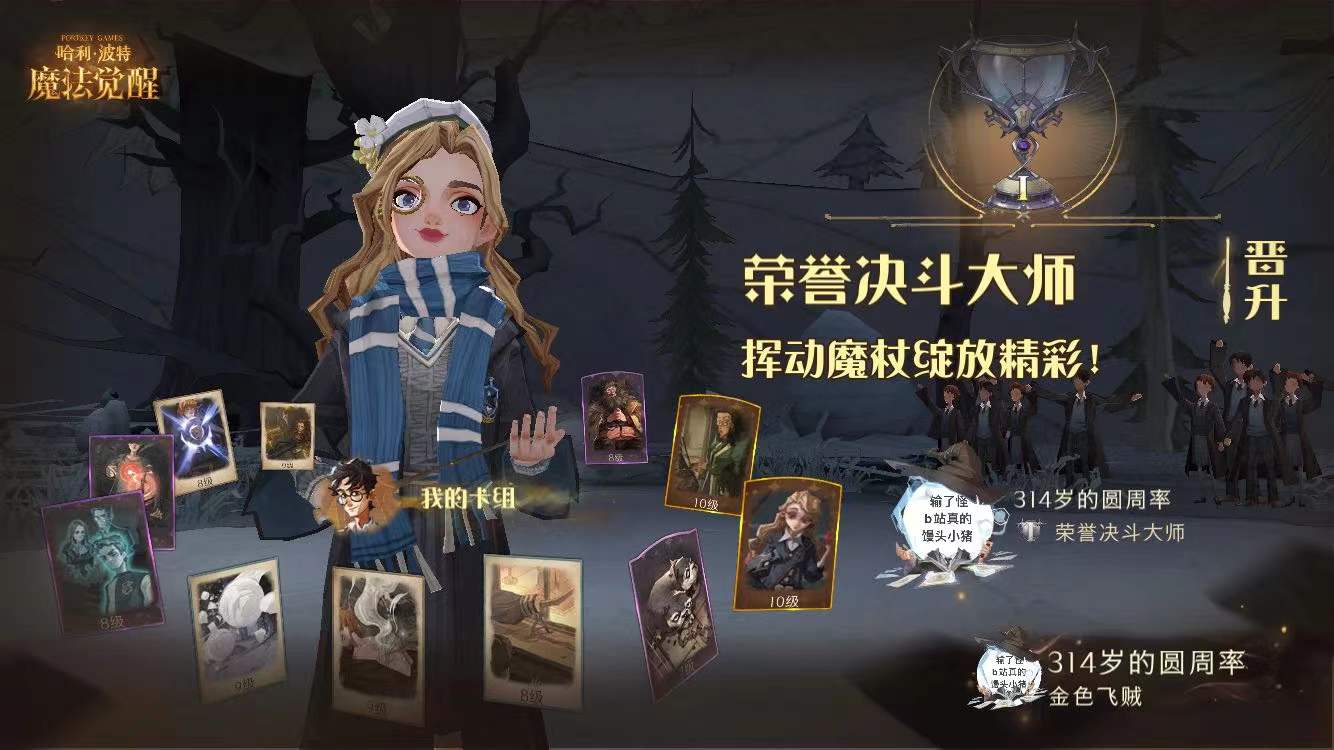 PORTKEY GAMES
哈利·波特
魔法觉醒
I
荣誉决斗大师
晋升
挥动魔杖绽放精彩！
8级
9级
8级
10级
我的卡组
输了怪
b站真的
馒头小猪
314岁的圆周率
荣誉决斗大师
8级
9级
9级
8级
10级
输了怪
b站真的
馒头小猪
314岁的圆周率
金色飞贼